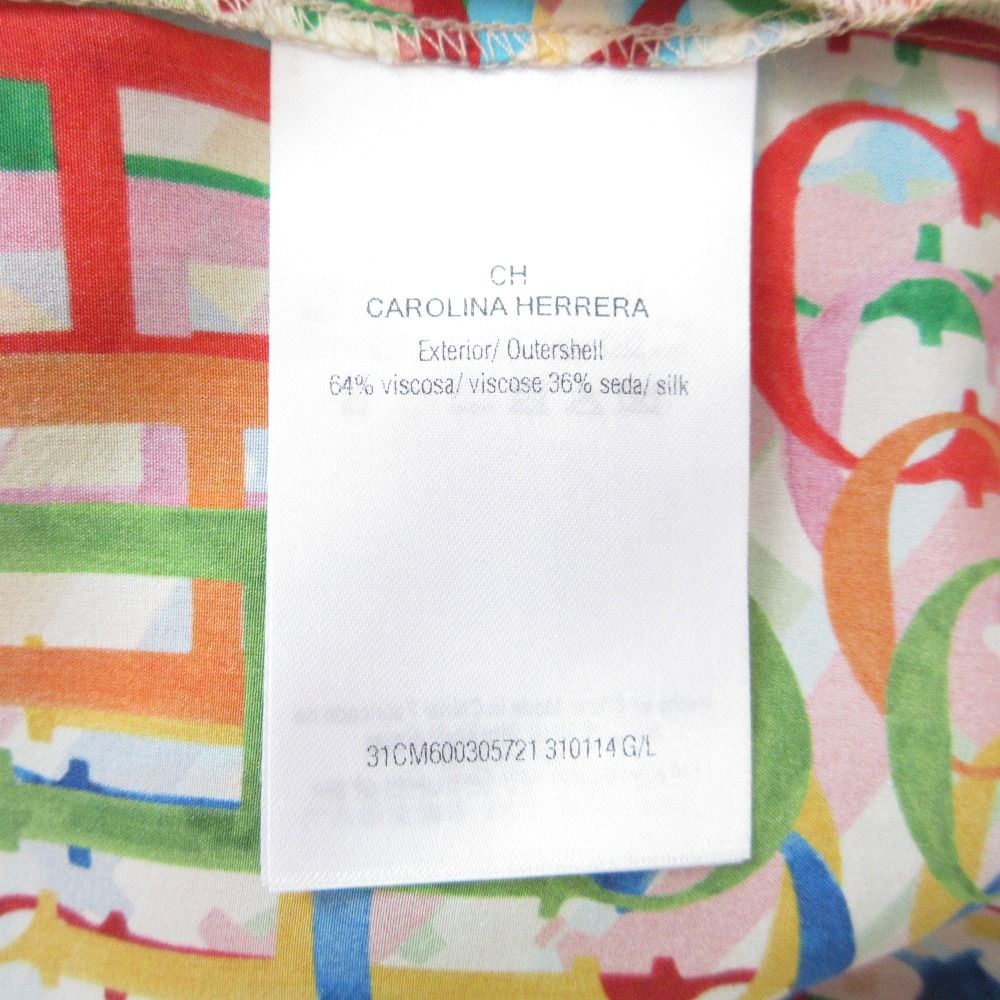 CH
CAROLINA HERRERA
Exterior/ Outershell
64% viscosa/ viscose 36% seda/ silk
31CM600305721 310114 G/L